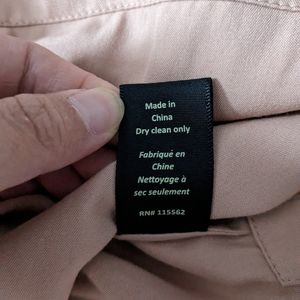 Made in
China
Dry clean only
Fabriqué en
Chine
Nettoyage à
sec seulement
RN# 115562